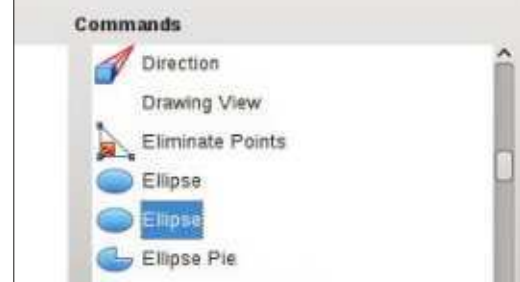 Commands
Direction
Drawing View
Eliminate Points
Ellipse
Ellipse
Ellipse Pie